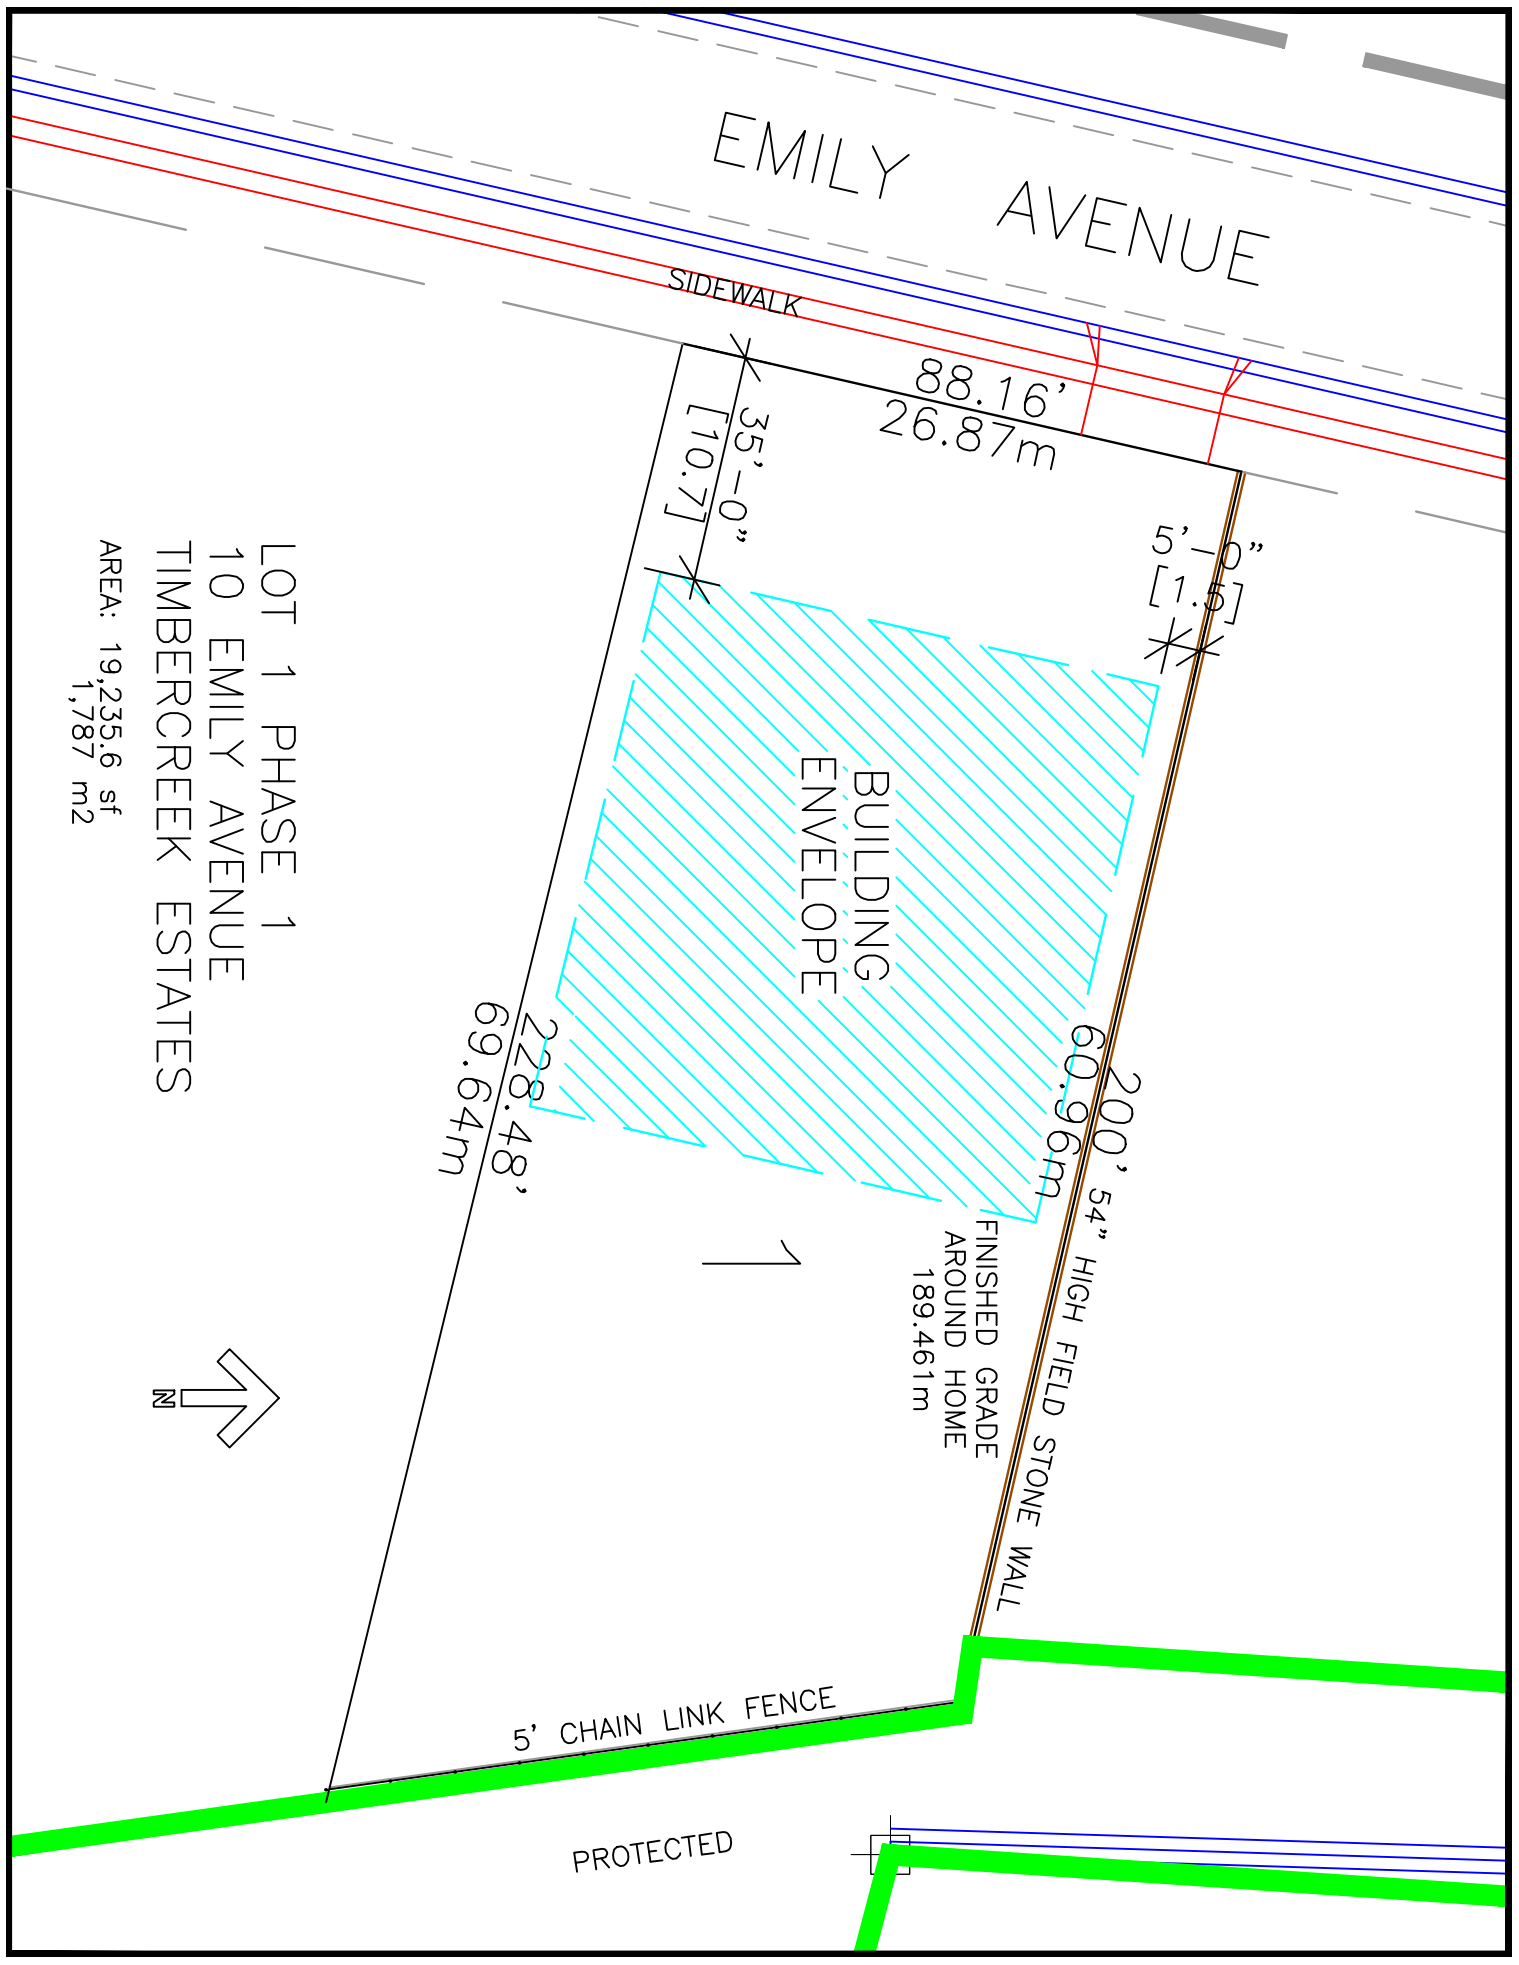 EMILY AVENUE
SIDEWALK
88.16'
26.87m
35'-0"
[10.7]
5'-0"
[1.5]
BUILDING
ENVELOPE
LOT 1 PHASE 1
10 EMILY AVENUE
TIMBERCREEK ESTATES
AREA: 19,235.6 sf
1,787 m2
228.48'
69.64m
200'
60.96m
54" HIGH FIELD STONE WALL
FINISHED GRADE
AROUND HOME
189.461m
1
N
5' CHAIN LINK FENCE
PROTECTED